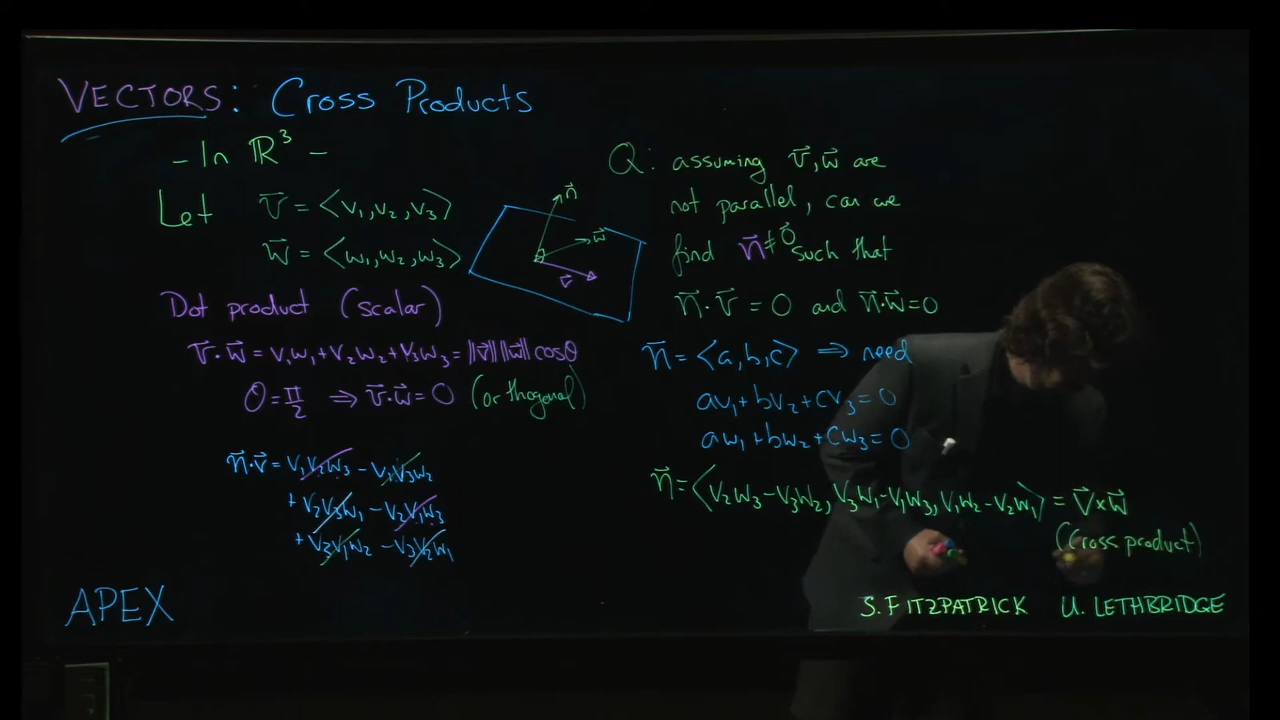 VECTORS: Cross Products
- In ℝ³ -
Let v⃗ = <v₁, v₂, v₃>
w⃗ = <w₁, w₂, w₃>
n⃗
w⃗
v⃗
Dot product (scalar)
v⃗·w⃗ = v₁w₁ + v₂w₂ + v₃w₃ = ||v⃗|| ||w⃗|| cosθ
θ = π/2 ⇒ v⃗·w⃗ = 0 (orthogonal)
n⃗·v⃗ = v₁v₂w₃ - v₁v₃w₂
+ v₂v₃w₁ - v₂v₁w₃
+ v₃v₁w₂ - v₃v₂w₁
APEX
Q: assuming v⃗, w⃗ are
not parallel, can we
find n⃗ ≠ 0⃗ such that
n⃗·v⃗ = 0 and n⃗·w⃗ = 0
n⃗ = <a, b, c> ⇒ need
av₁ + bv₂ + cv₃ = 0
aw₁ + bw₂ + cw₃ = 0
n⃗ = <v₂w₃ - v₃w₂, v₃w₁ - v₁w₃, v₁w₂ - v₂w₁> = v⃗ × w⃗
(cross product)
S. FITZPATRICK U. LETHBRIDGE